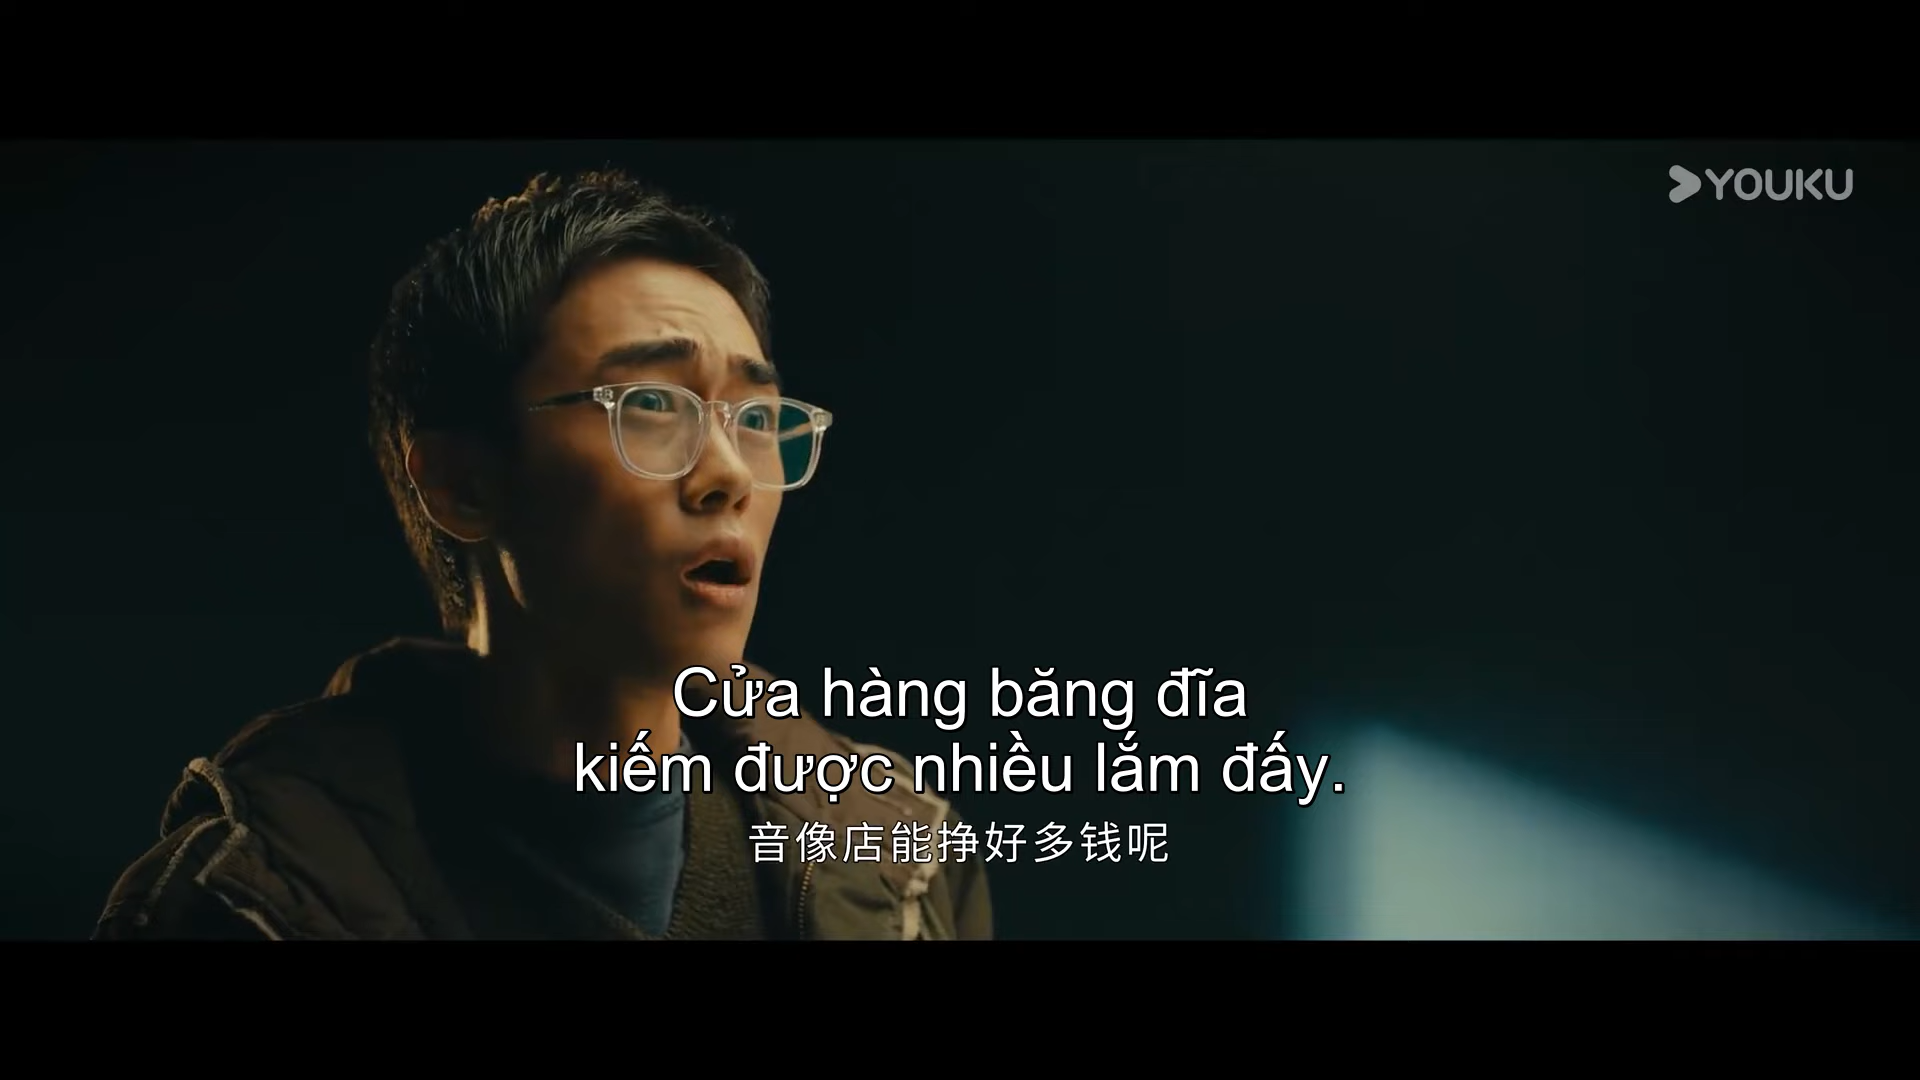 YOUKU
Cửa hàng băng đĩa
kiếm được nhiều lắm đấy.
音像店能挣好多钱呢